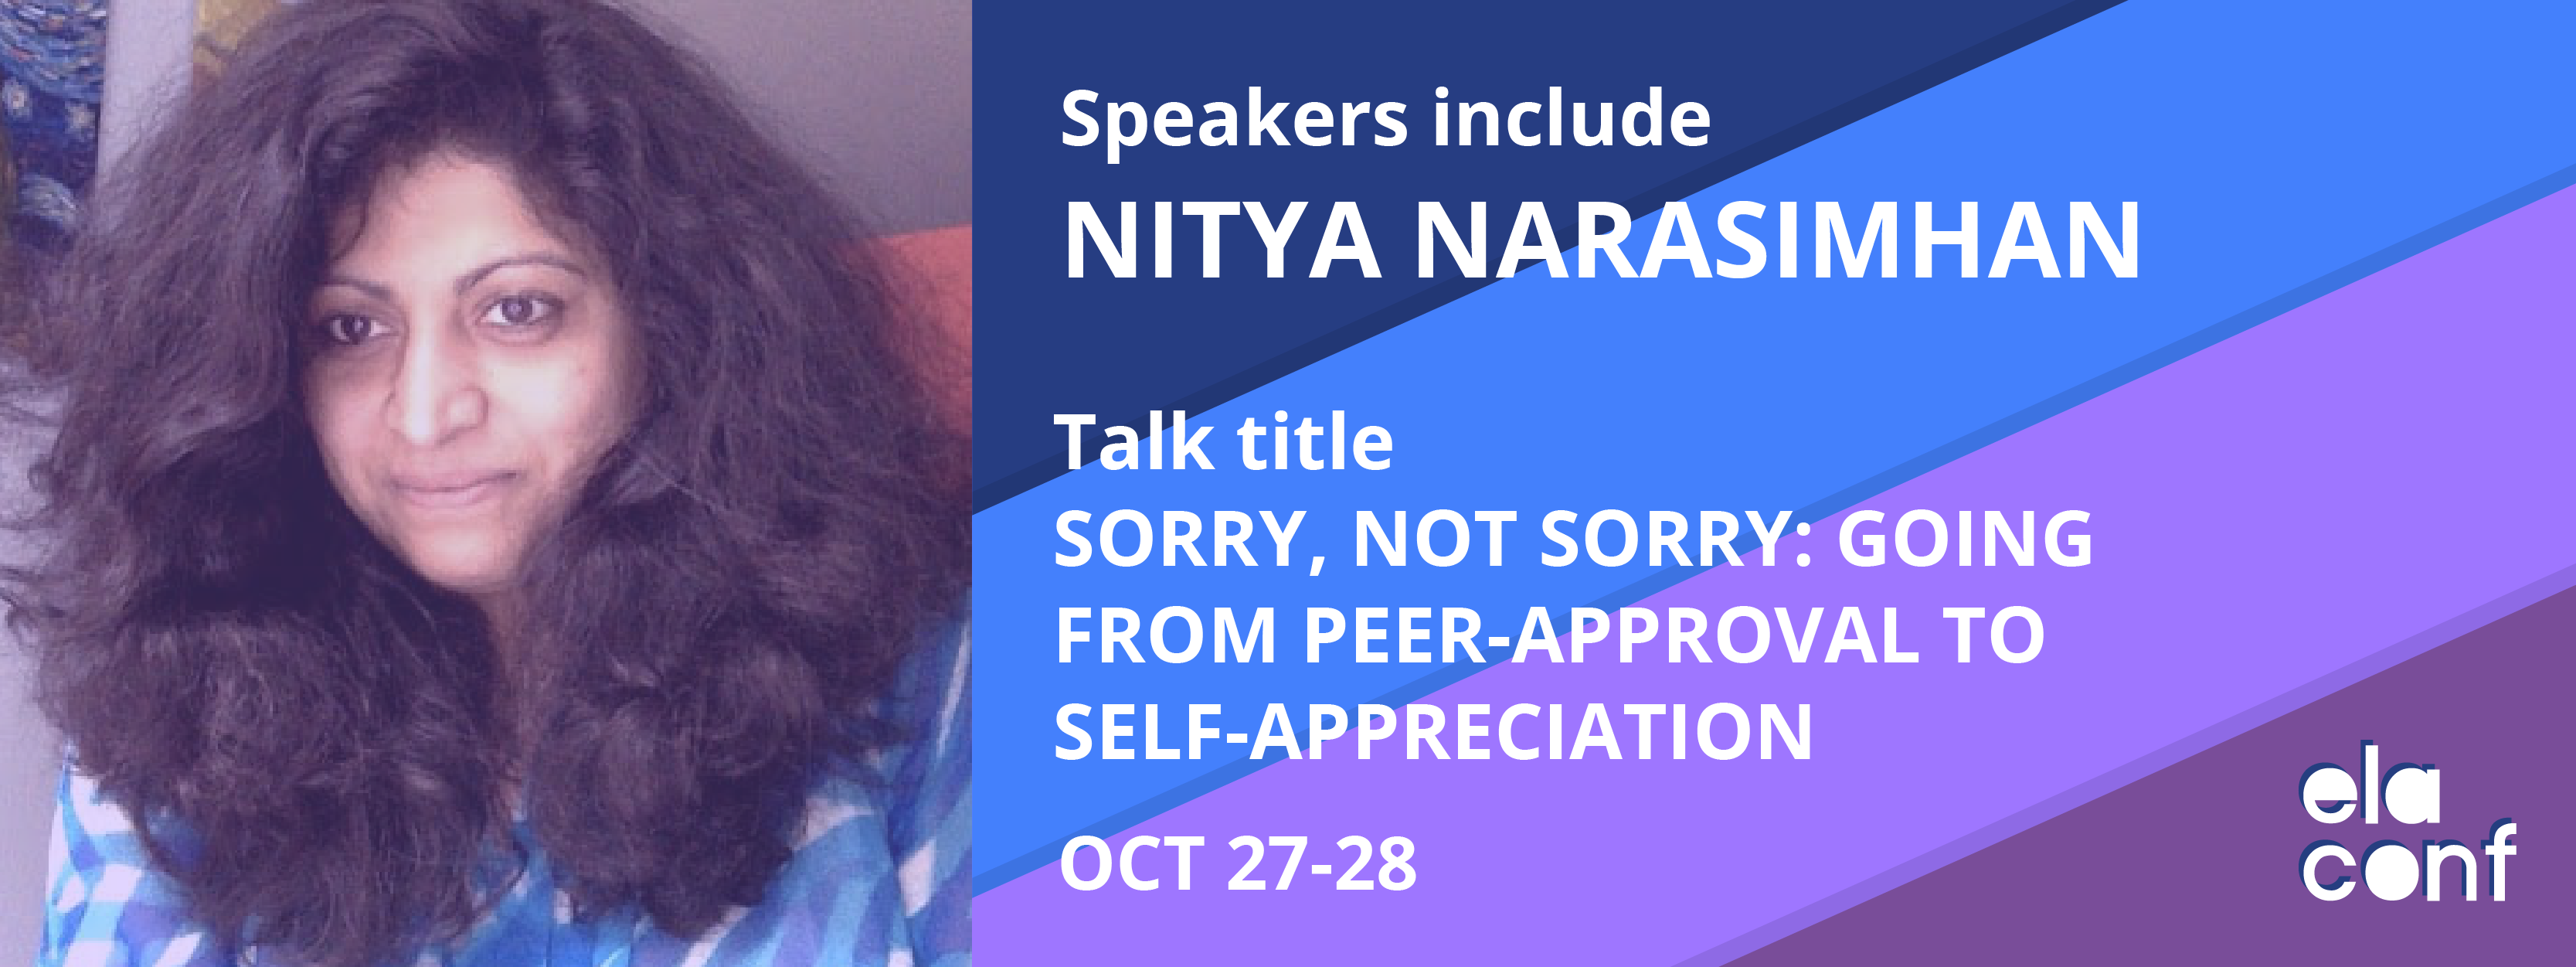 Speakers include
NITYA NARASIMHAN
Talk title
SORRY, NOT SORRY: GOING
FROM PEER-APPROVAL TO
SELF-APPRECIATION
OCT 27-28
ela
conf